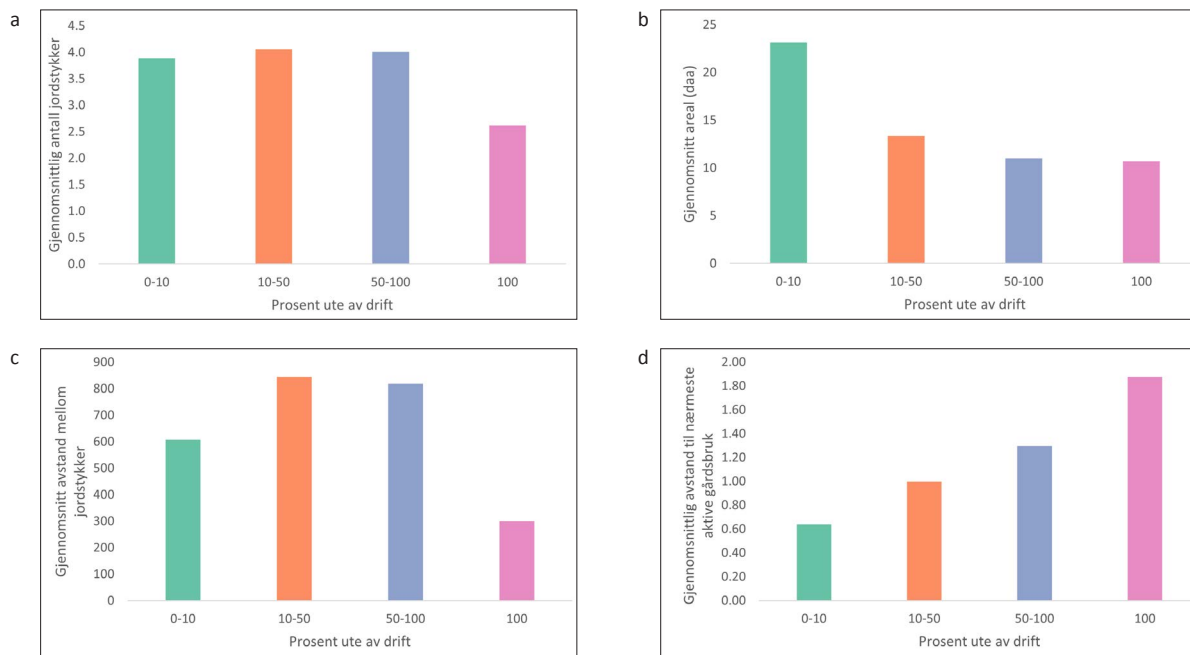 a
Gjennomsnittlig antall jordstykker
4.5
4.0
3.5
3.0
2.5
2.0
1.5
1.0
0.5
0.0
0-10 10-50 50-100 100
Prosent ute av drift
b
Gjennomsnitt areal (daa)
25
20
15
10
5
0
0-10 10-50 50-100 100
Prosent ute av drift
c
Gjennomsnitt avstand mellom
jordstykker
900
800
700
600
500
400
300
200
100
0
0-10 10-50 50-100 100
Prosent ute av drift
d
Gjennomsnittlig avstand til nærmeste
aktive gårdsbruk
2.00
1.80
1.60
1.40
1.20
1.00
0.80
0.60
0.40
0.20
0.00
0-10 10-50 50-100 100
Prosent ute av drift